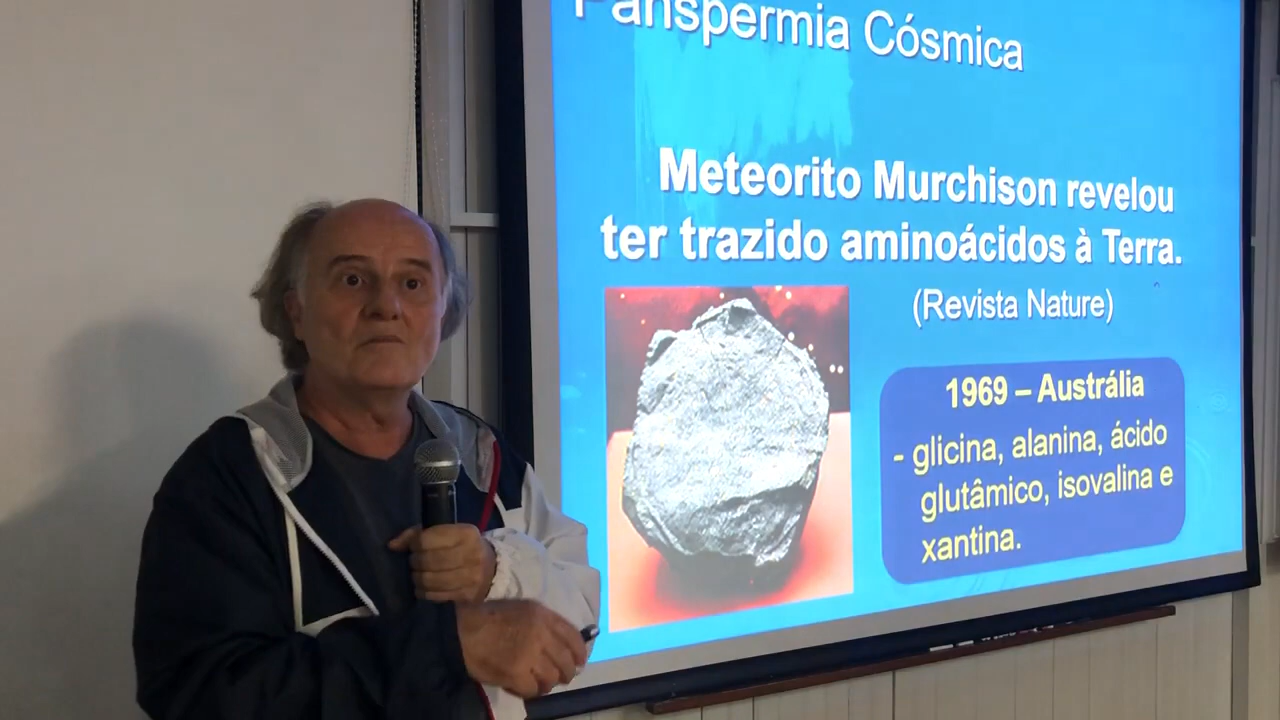 Panspermia Cósmica
Meteorito Murchison revelou
ter trazido aminoácidos à Terra.
(Revista Nature)
1969 – Austrália
- glicina, alanina, ácido
glutâmico, isovalina e
xantina.